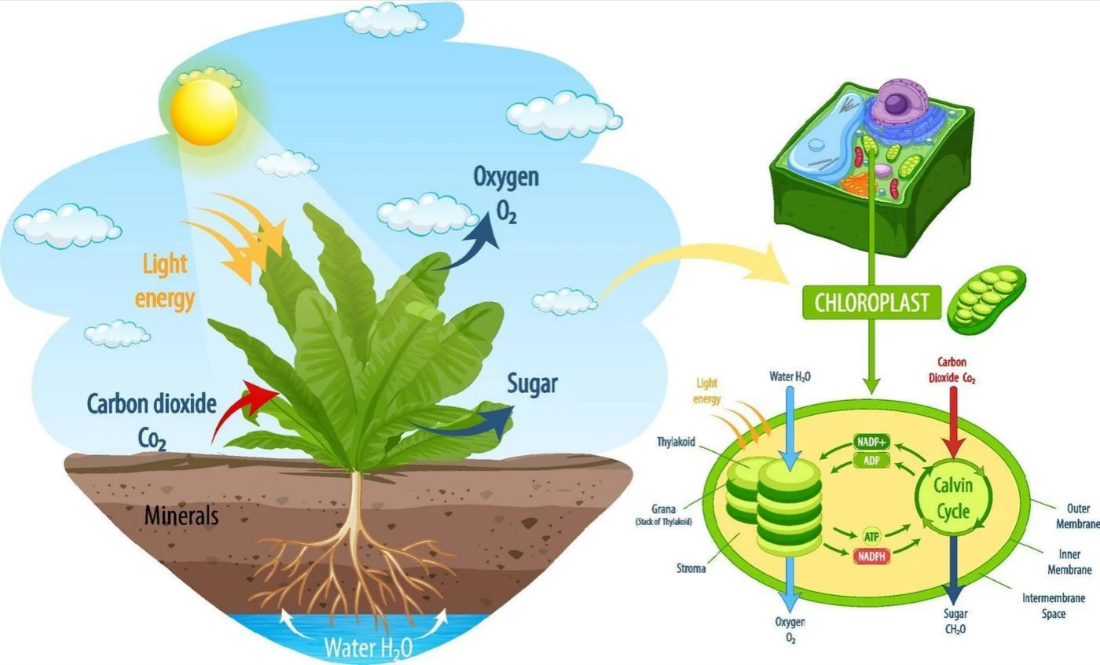 Oxygen
O₂
Light
energy
Carbon dioxide
Co₂
Sugar
Minerals
Water H₂O
CHLOROPLAST
Light
energy
Water H₂O
Carbon
Dioxide Co₂
Thylakoid
NADP+
ADP
Calvin
Cycle
Grana
(Stack of Thylakoid)
ATP
NADPH
Stroma
Outer
Membrane
Inner
Membrane
Intermembrane
Space
Oxygen
O₂
Sugar
CH₂O